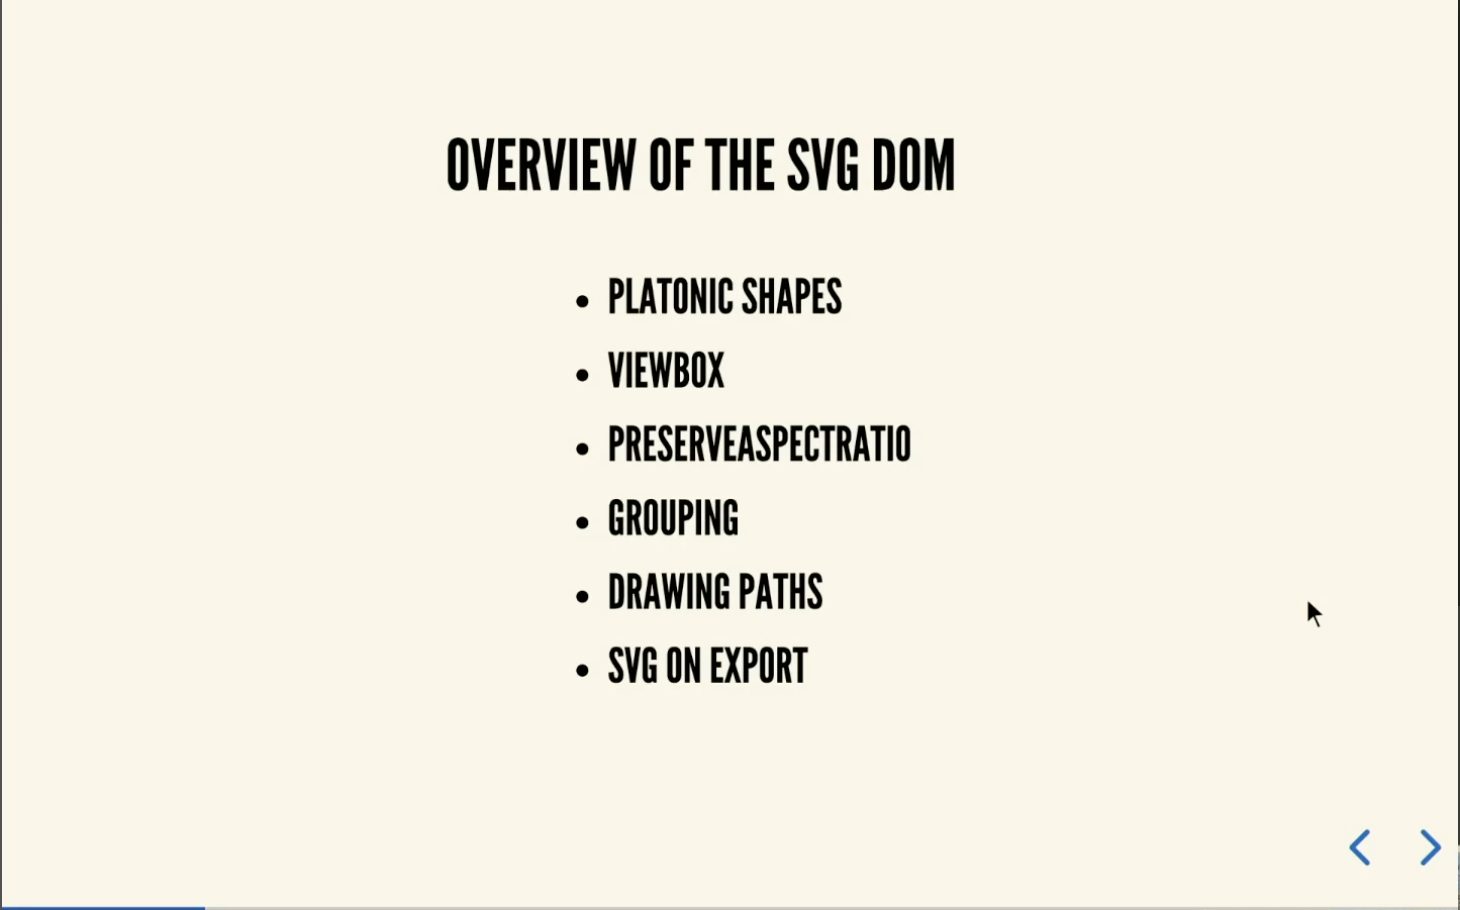 OVERVIEW OF THE SVG DOM
• PLATONIC SHAPES
• VIEWBOX
• PRESERVEASPECTRATIO
• GROUPING
• DRAWING PATHS
• SVG ON EXPORT